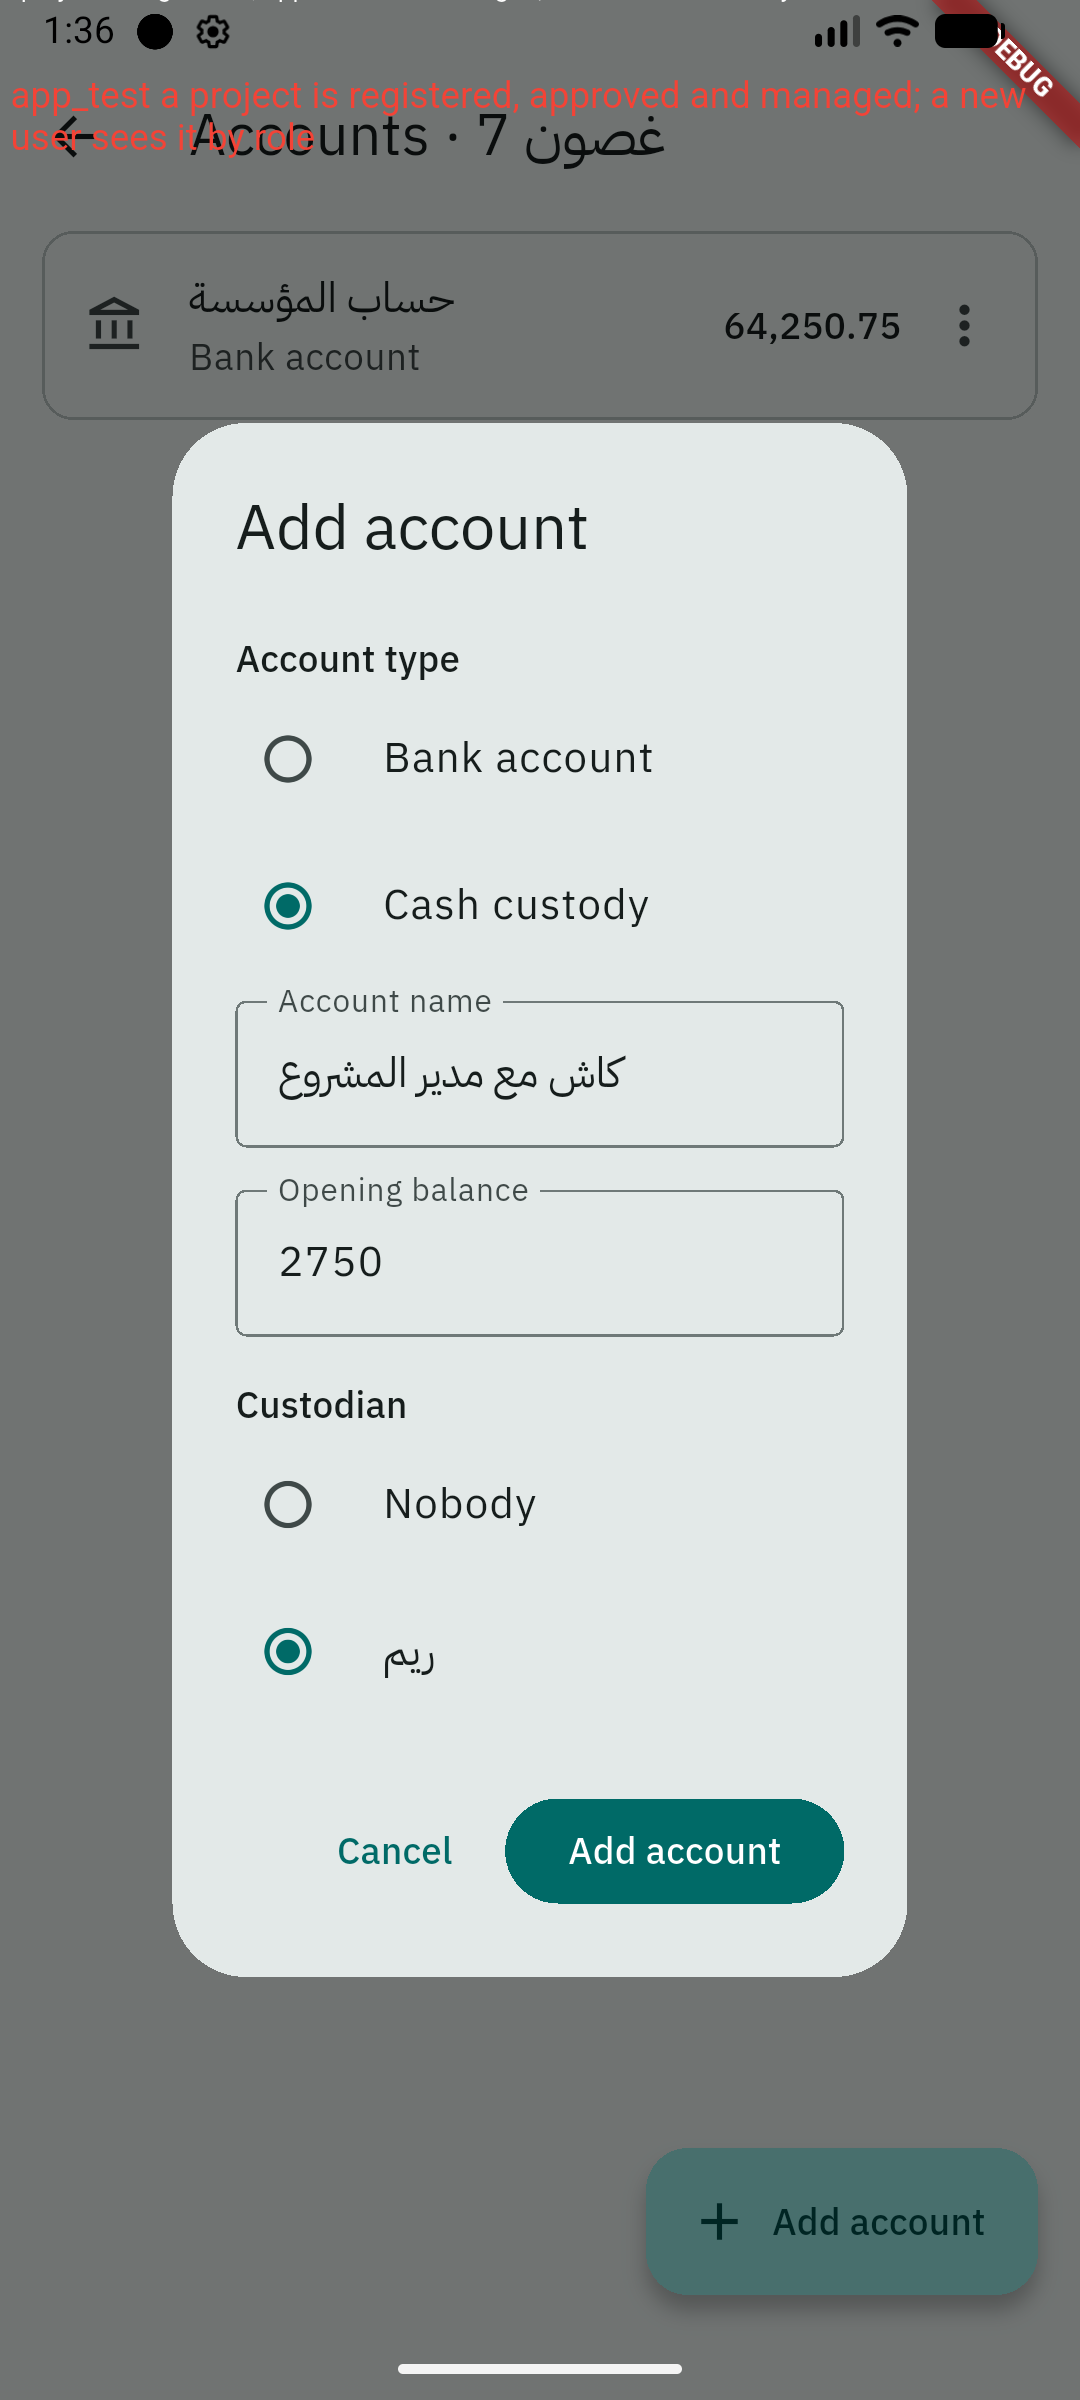 1:36
DEBUG
app_test a project is registered, approved and managed; a new
user sees it by role
Accounts · 7 غصون
حساب المؤسسة
Bank account
64,250.75
Add account
Account type
Bank account
Cash custody
Account name
كاش مع مدير المشروع
Opening balance
2750
Custodian
Nobody
ريم
Cancel
Add account
Add account